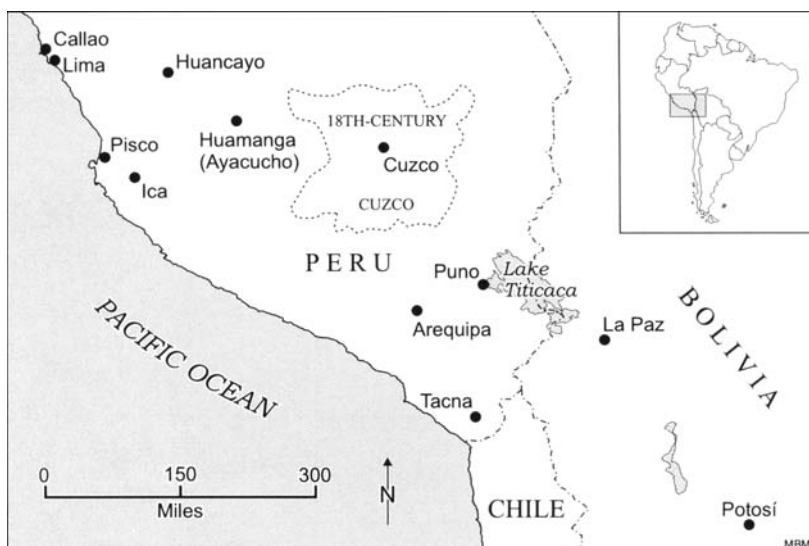 Callao
Lima
Huancayo
18TH-CENTURY
Huamanga
(Ayacucho)
Cuzco
Pisco
Ica
CUZCO
PERU
Puno
Lake
Titicaca
Arequipa
La Paz
BOLIVIA
PACIFIC OCEAN
Tacna
0 150 300
Miles
N
CHILE
Potosí
MBM